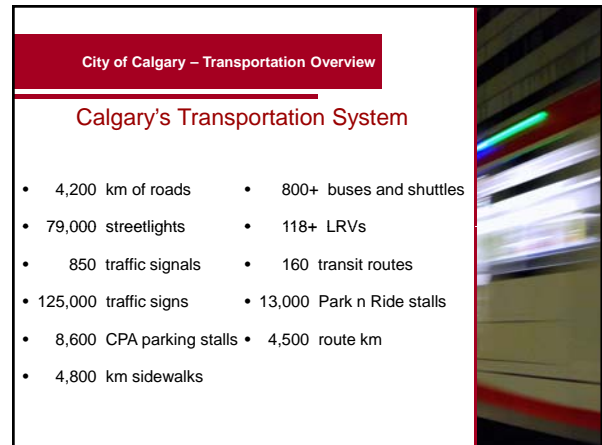 City of Calgary – Transportation Overview
Calgary's Transportation System
• 4,200 km of roads
• 79,000 streetlights
• 850 traffic signals
• 125,000 traffic signs
• 8,600 CPA parking stalls
• 4,800 km sidewalks
• 800+ buses and shuttles
• 118+ LRVs
• 160 transit routes
• 13,000 Park n Ride stalls
• 4,500 route km